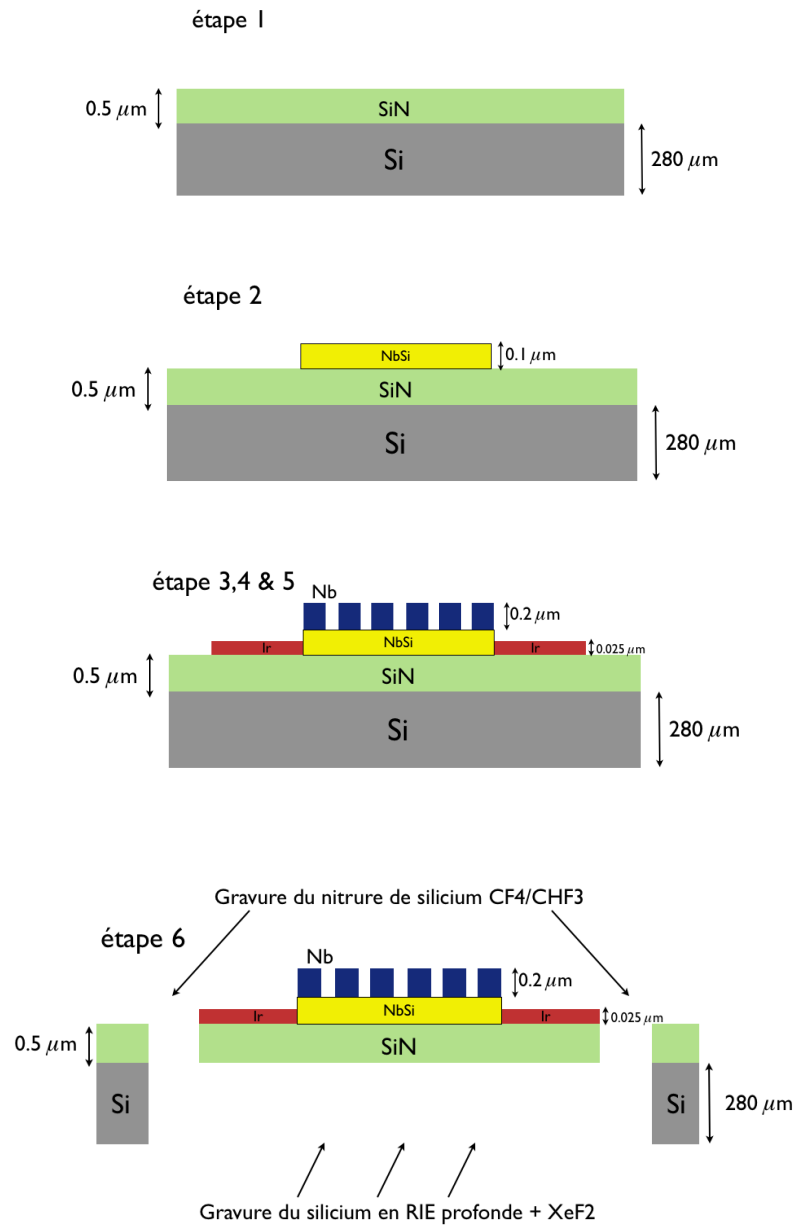 étape 1
0.5 μm
SiN
Si
280 μm
étape 2
NbSi
0.1 μm
0.5 μm
SiN
Si
280 μm
étape 3,4 & 5
Nb
0.2 μm
Ir
NbSi
Ir
0.025 μm
0.5 μm
SiN
Si
280 μm
Gravure du nitrure de silicium CF4/CHF3
étape 6
Nb
0.2 μm
Ir
NbSi
Ir
0.025 μm
0.5 μm
SiN
Si
Si
280 μm
Gravure du silicium en RIE profonde + XeF2